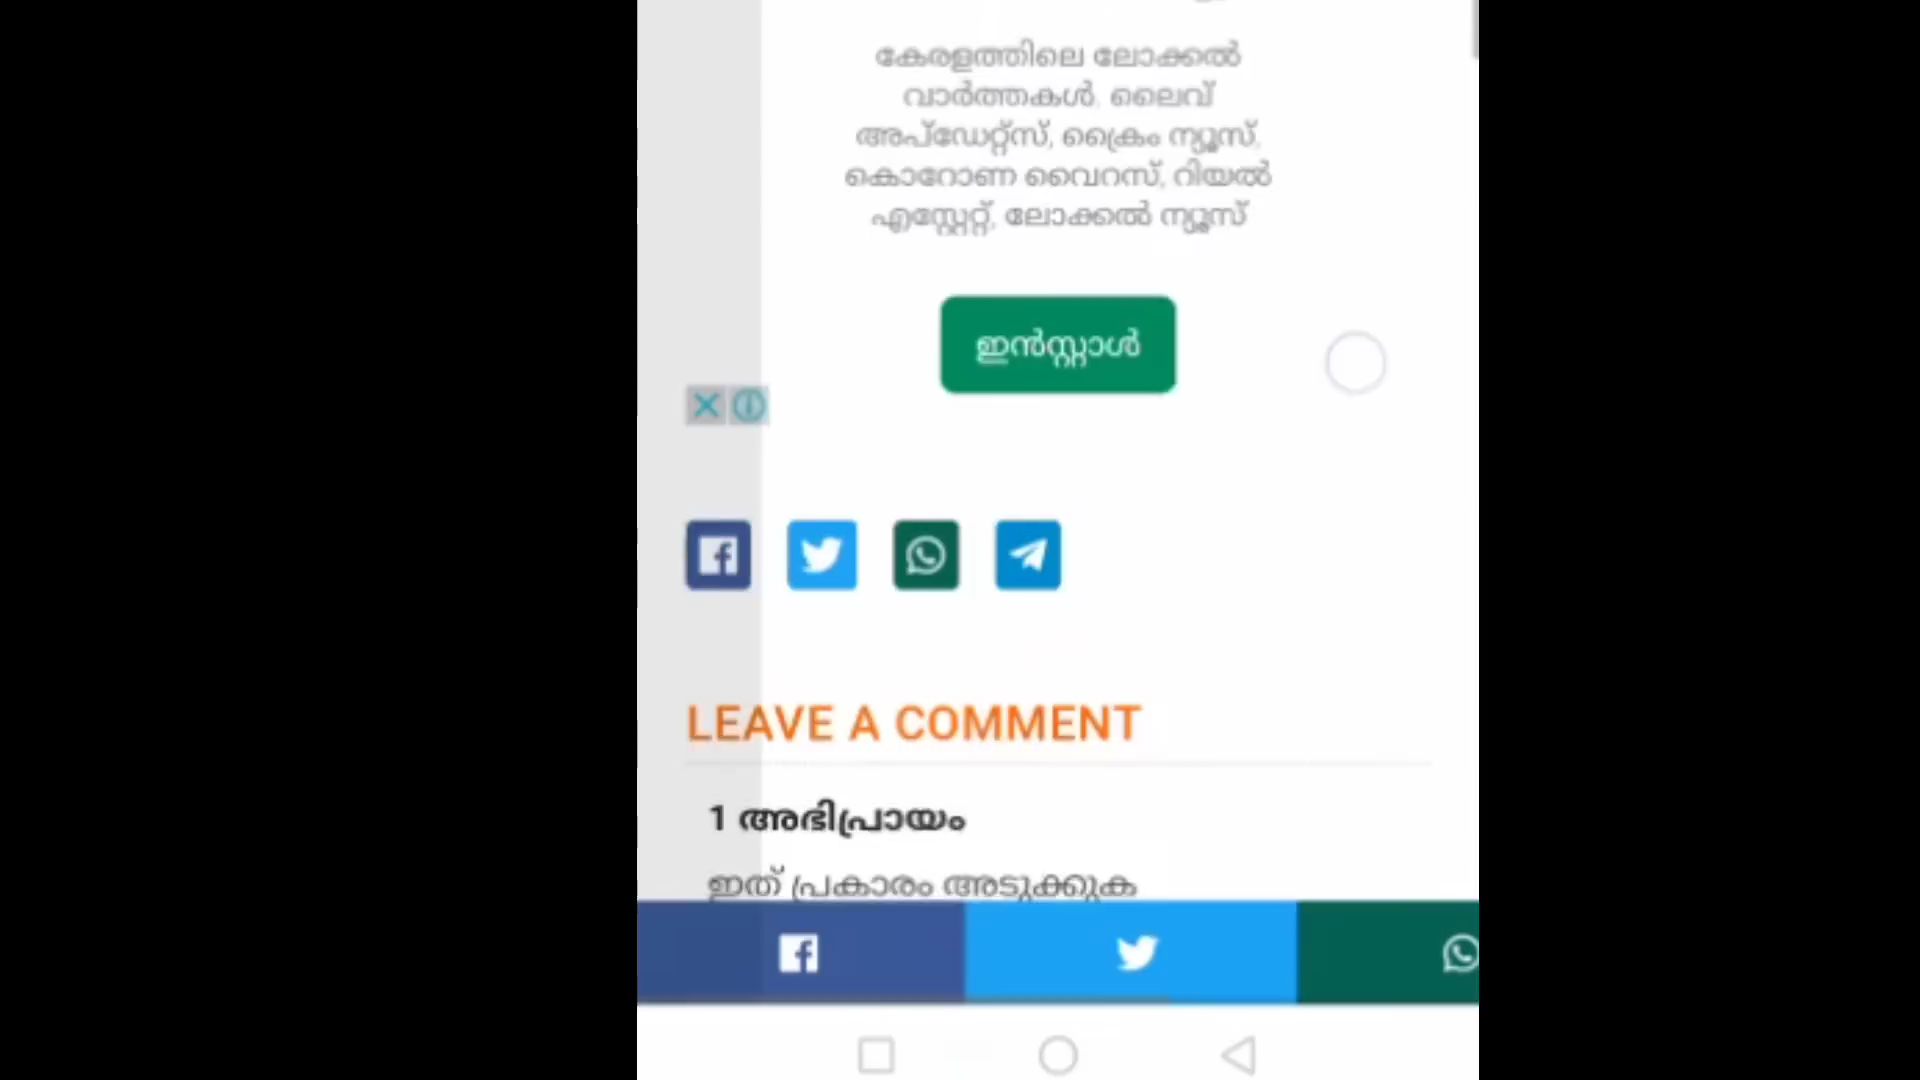 കേരളത്തിലെ ലോക്കൽ
വാർത്തകൾ. ലൈവ്
അപ്ഡേറ്റ്സ്, ക്രൈം ന്യൂസ്,
കൊറോണ വൈറസ്, റിയൽ
എസ്റ്റേറ്റ്, ലോക്കൽ ന്യൂസ്
ഇൻസ്റ്റാൾ
LEAVE A COMMENT
1 അഭിപ്രായം
ഇത് പ്രകാരം അടുക്കുക